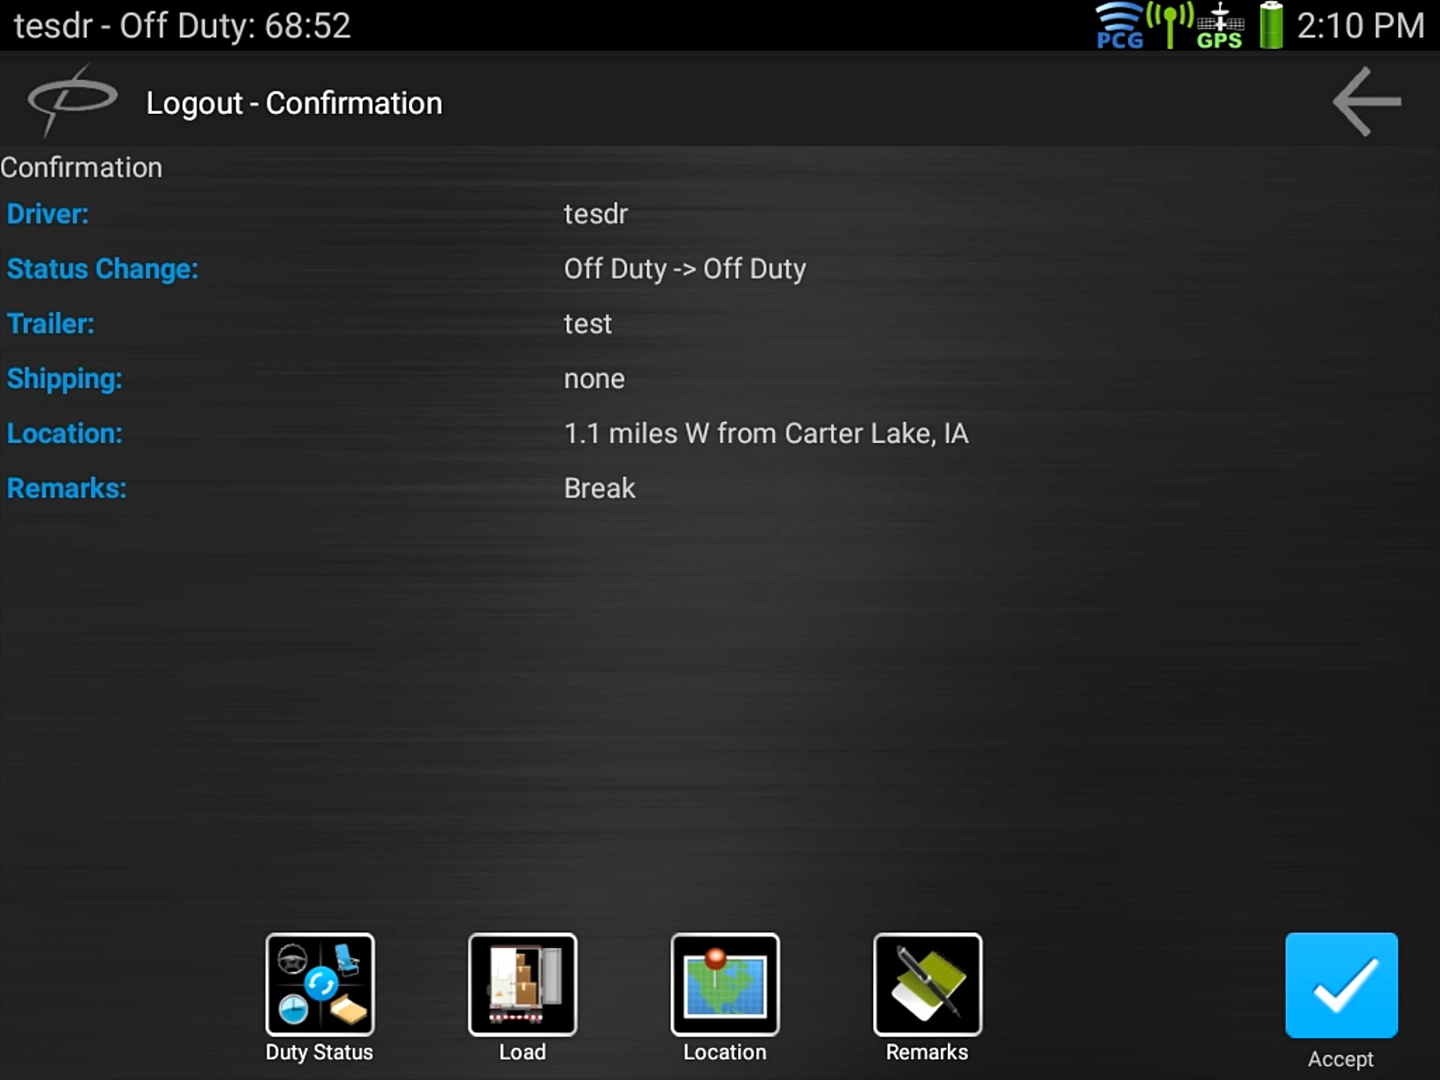 tesdr - Off Duty: 68:52
PCG GPS 2:10 PM
Logout - Confirmation
Confirmation
Driver: tesdr
Status Change: Off Duty -> Off Duty
Trailer: test
Shipping: none
Location: 1.1 miles W from Carter Lake, IA
Remarks: Break
Duty Status Load Location Remarks Accept